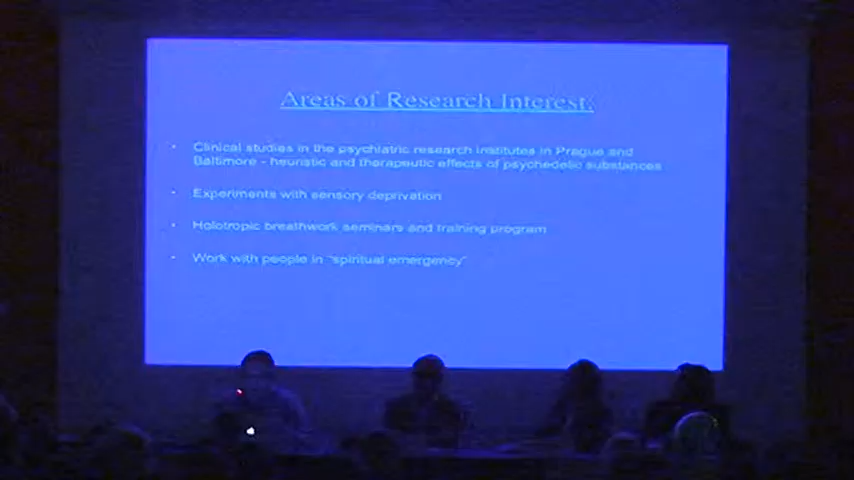 Areas of Research Interest:
• Clinical studies in the psychiatric research institutes in Prague and
Baltimore - heuristic and therapeutic effects of psychedelic substances
• Experiments with sensory deprivation
• Holotropic breathwork seminars and training program
• Work with people in "spiritual emergency"